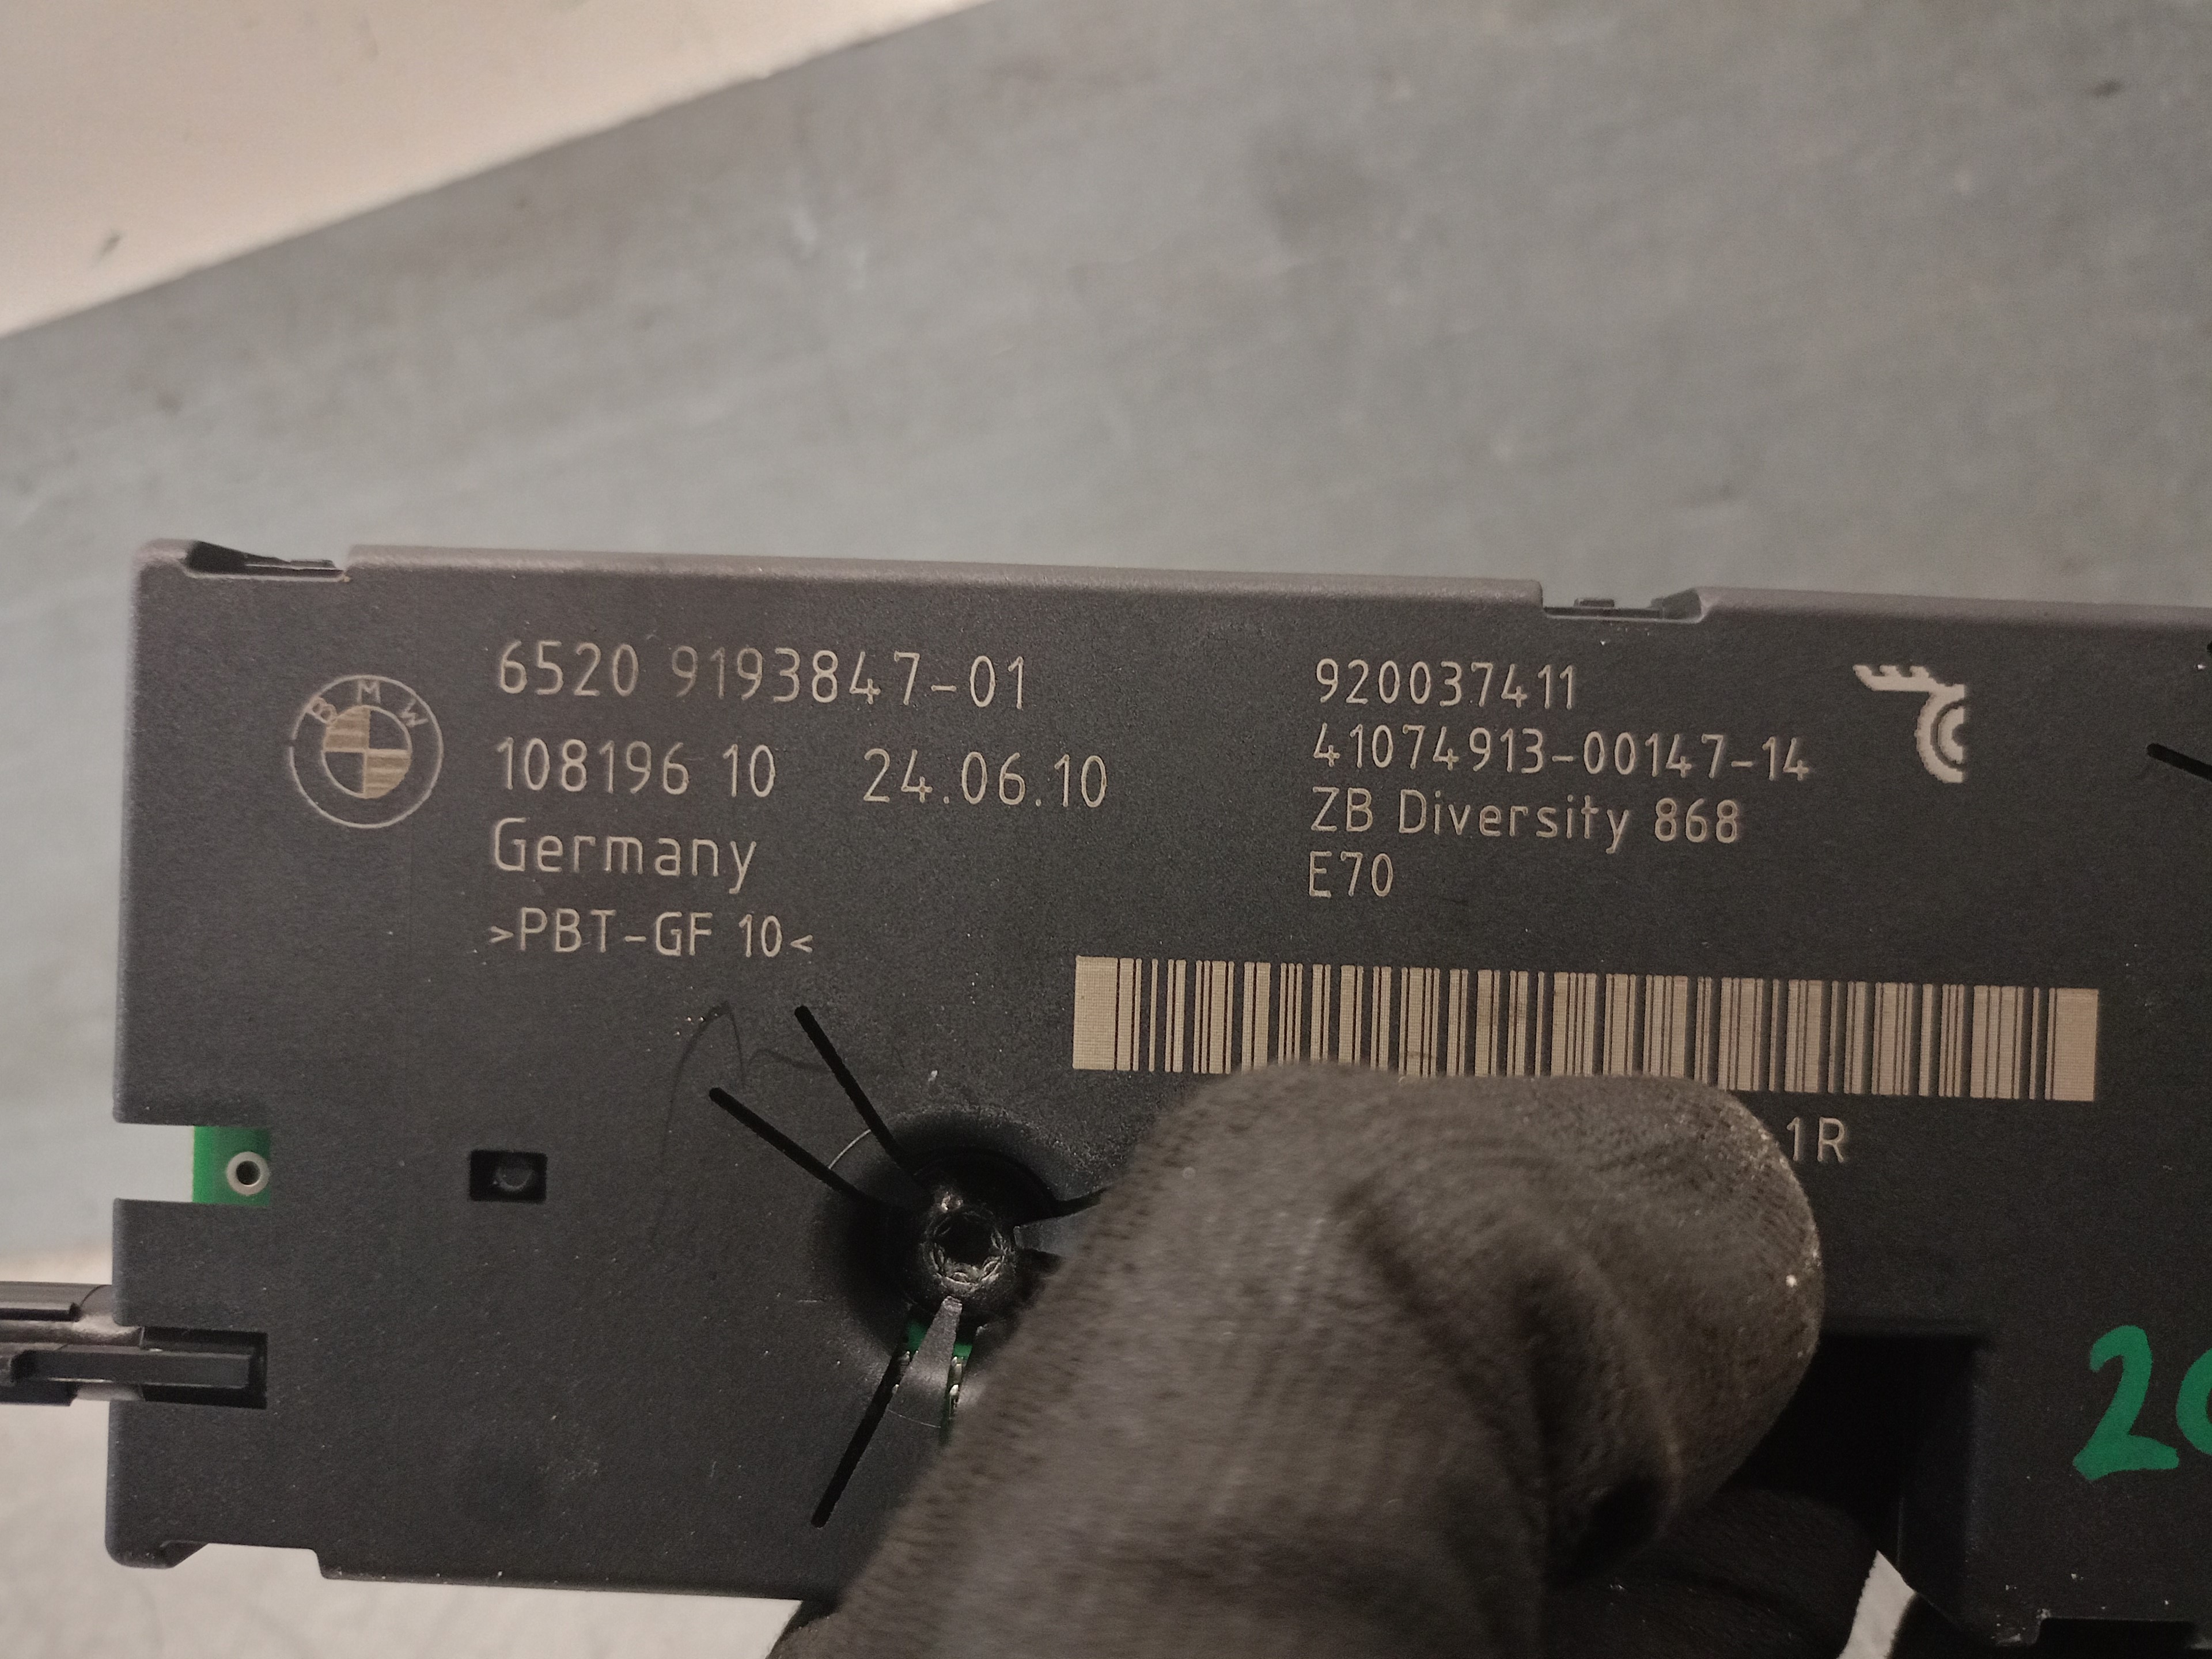 BMW
6520 9193847-01
108196 10 24.06.10
Germany
>PBT-GF 10<
920037411
41074913-00147-14
ZB Diversity 868
E70
1R